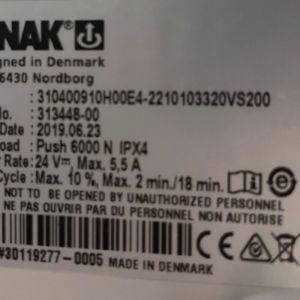 NAK
gned in Denmark
6430 Nordborg
: 310400910H00E4-2210103320VS200
No. : 313448-00
Date : 2019.06.23
oad : Push 6000 N IPX4
r Rate: 24 V⎓, Max. 5,5 A
Cycle: Max. 10 %, Max. 2 min./18 min.
NOT TO BE OPENED BY UNAUTHORIZED PERSONNEL
NE PAS OUVRIR PAR DU PERSONNEL NON AUTORISE
#30119277-0005 MADE IN DENMARK